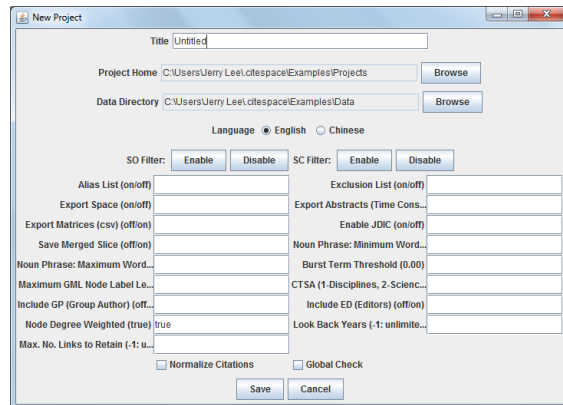 New Project
Title Untitled
Project Home C:\Users\Jerry Lee\.citespace\Examples\Projects Browse
Data Directory C:\Users\Jerry Lee\.citespace\Examples\Data Browse
Language English Chinese
SO Filter: Enable Disable SC Filter: Enable Disable
Alias List (on/off) Exclusion List (on/off)
Export Space (on/off) Export Abstracts (Time Cons...
Export Matrices (csv) (off/on) Enable JDIC (on/off)
Save Merged Slice (off/on) Noun Phrase: Minimum Word...
Noun Phrase: Maximum Word... Burst Term Threshold (0.00)
Maximum GML Node Label Le... CTSA (1-Disciplines, 2-Scienc...
Include GP (Group Author) (off... Include ED (Editors) (off/on)
Node Degree Weighted (true) true Look Back Years (-1: unlimite...
Max. No. Links to Retain (-1: u...
Normalize Citations Global Check
Save Cancel